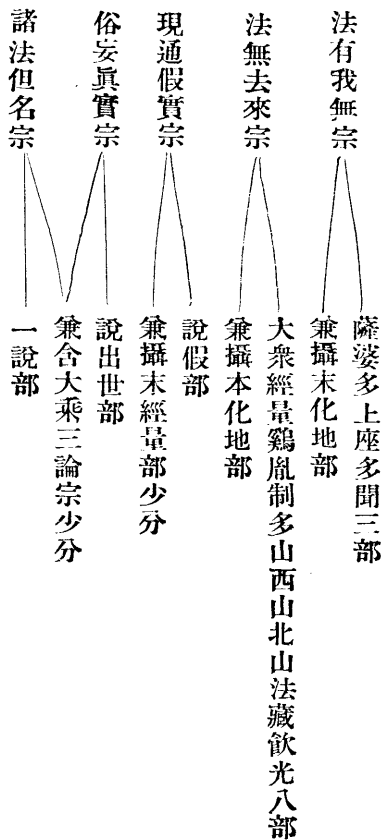 法有我無宗
薩婆多上座多聞三部
兼攝末化地部
法無去來宗
大衆經量鷄胤制多山西山北山法藏飮光八部
兼攝本化地部
現通假實宗
說假部
兼攝末經量部少分
俗妄眞實宗
說出世部
兼含大乘三論宗少分
諸法但名宗
一說部